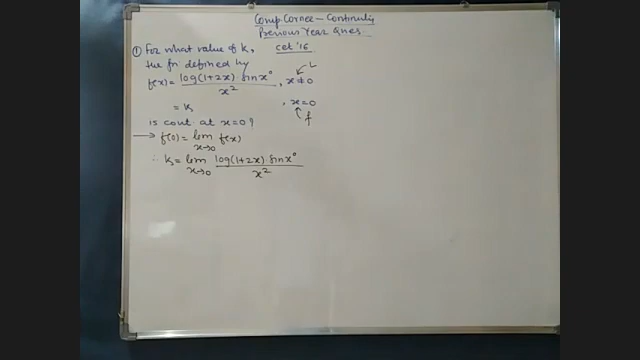 Comp Corner - Continuity
Previous Year Ques
① For what value of k, cet '16
the fn defined by
f(x) = log(1+2x) sin x° / x² , x ≠ 0 L
= k , x = 0 f
is cont at x = 0?
→ f(0) = lim x→0 f(x)
∴ k = lim x→0 log(1+2x) sin x° / x²